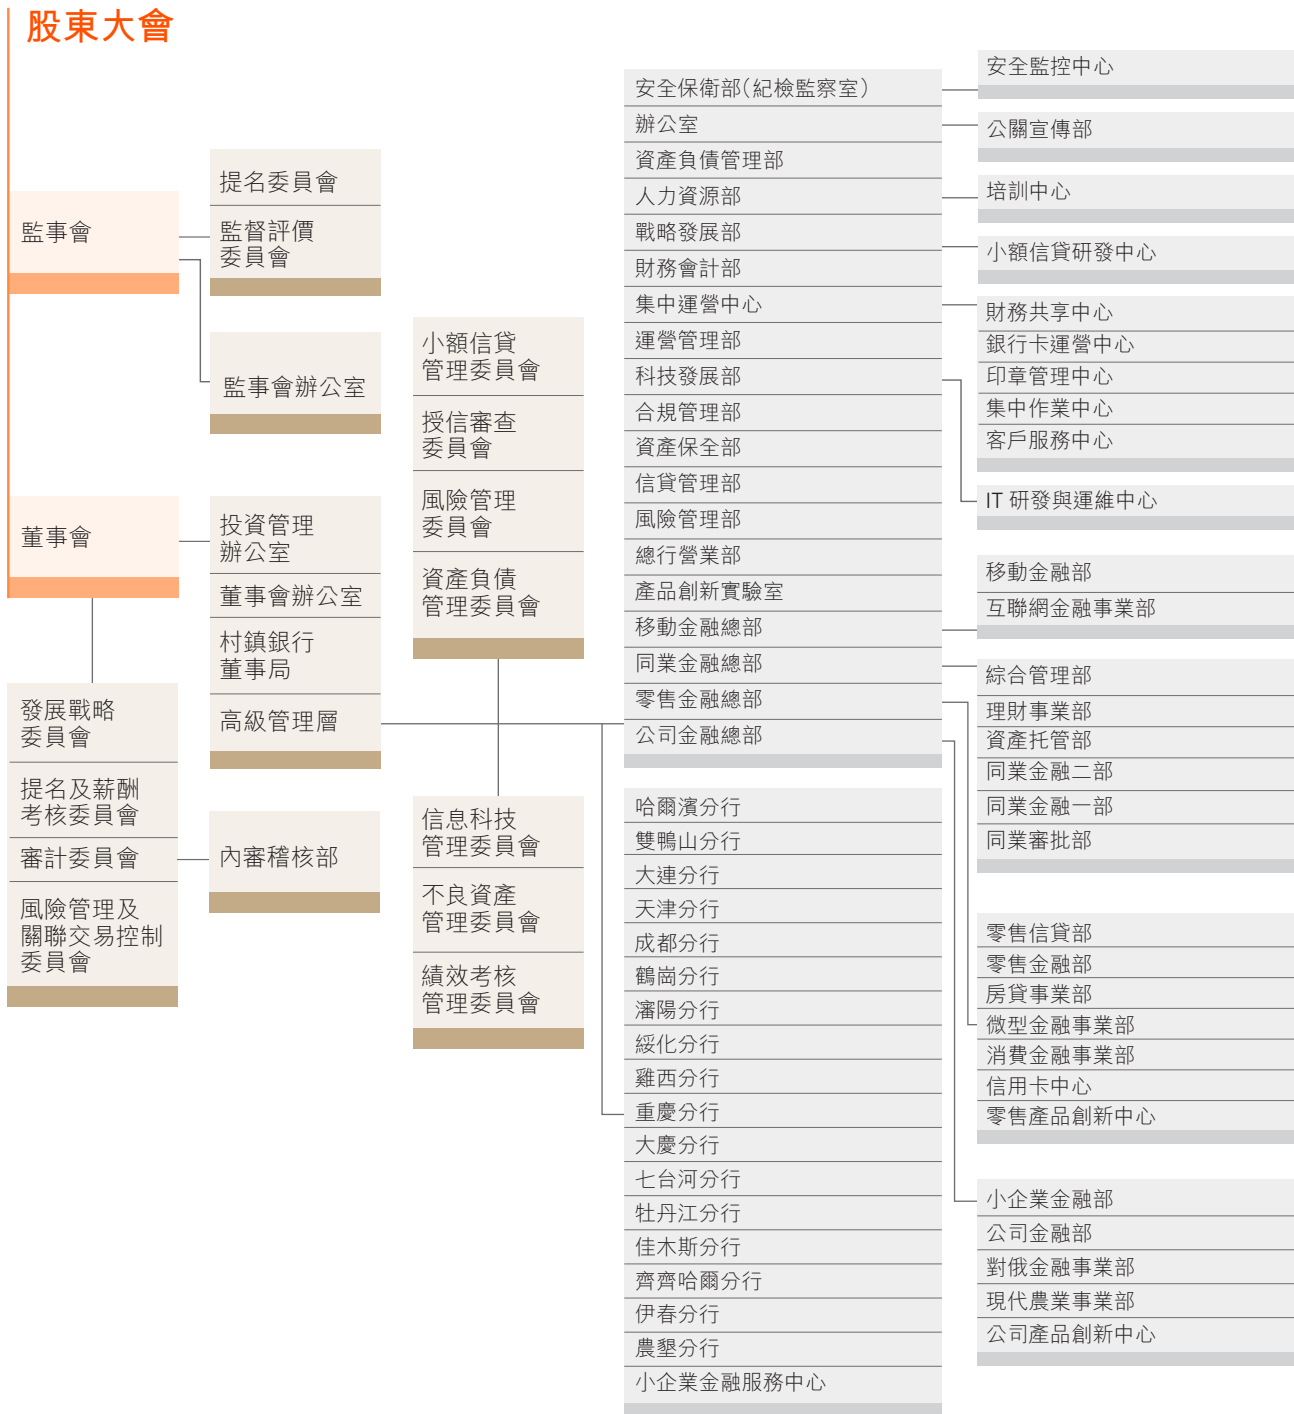 股東大會
監事會
提名委員會
監督評價
委員會
監事會辦公室
董事會
投資管理
辦公室
董事會辦公室
村鎮銀行
董事局
高級管理層
發展戰略
委員會
提名及薪酬
考核委員會
審計委員會
風險管理及
關聯交易控制
委員會
內審稽核部
小額信貸
管理委員會
授信審查
委員會
風險管理
委員會
資產負債
管理委員會
信息科技
管理委員會
不良資產
管理委員會
績效考核
管理委員會
安全保衛部(紀檢監察室)
辦公室
資產負債管理部
人力資源部
戰略發展部
財務會計部
集中運營中心
運營管理部
科技發展部
合規管理部
資產保全部
信貸管理部
風險管理部
總行營業部
產品創新實驗室
移動金融總部
同業金融總部
零售金融總部
公司金融總部
哈爾濱分行
雙鴨山分行
大連分行
天津分行
成都分行
鶴崗分行
瀋陽分行
綏化分行
雞西分行
重慶分行
大慶分行
七台河分行
牡丹江分行
佳木斯分行
齊齊哈爾分行
伊春分行
農墾分行
小企業金融服務中心
安全監控中心
公關宣傳部
培訓中心
小額信貸研發中心
財務共享中心
銀行卡運營中心
印章管理中心
集中作業中心
客戶服務中心
IT 研發與運維中心
移動金融部
互聯網金融事業部
綜合管理部
理財事業部
資產托管部
同業金融二部
同業金融一部
同業審批部
零售信貸部
零售金融部
房貸事業部
微型金融事業部
消費金融事業部
信用卡中心
零售產品創新中心
小企業金融部
公司金融部
對俄金融事業部
現代農業事業部
公司產品創新中心